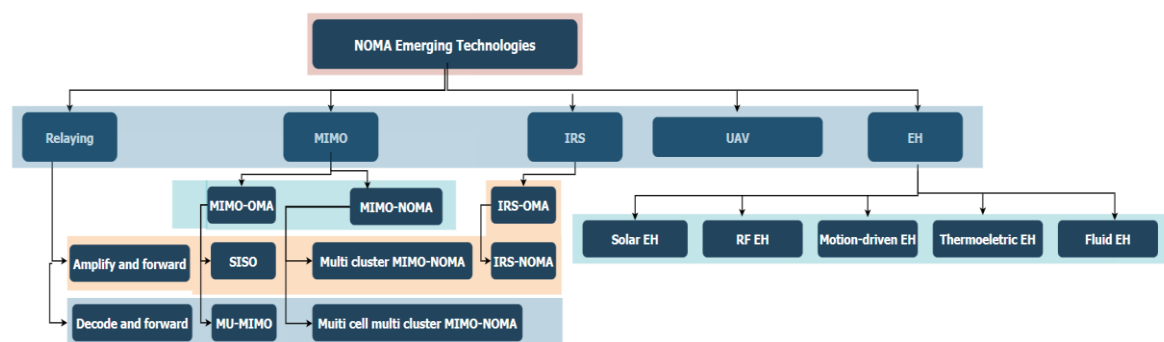 NOMA Emerging Technologies
Relaying
MIMO
IRS
UAV
EH
MIMO-OMA
MIMO-NOMA
IRS-OMA
Solar EH
RF EH
Motion-driven EH
Thermoeletric EH
Fluid EH
Amplify and forward
SISO
Multi cluster MIMO-NOMA
IRS-NOMA
Decode and forward
MU-MIMO
Muiti cell multi cluster MIMO-NOMA